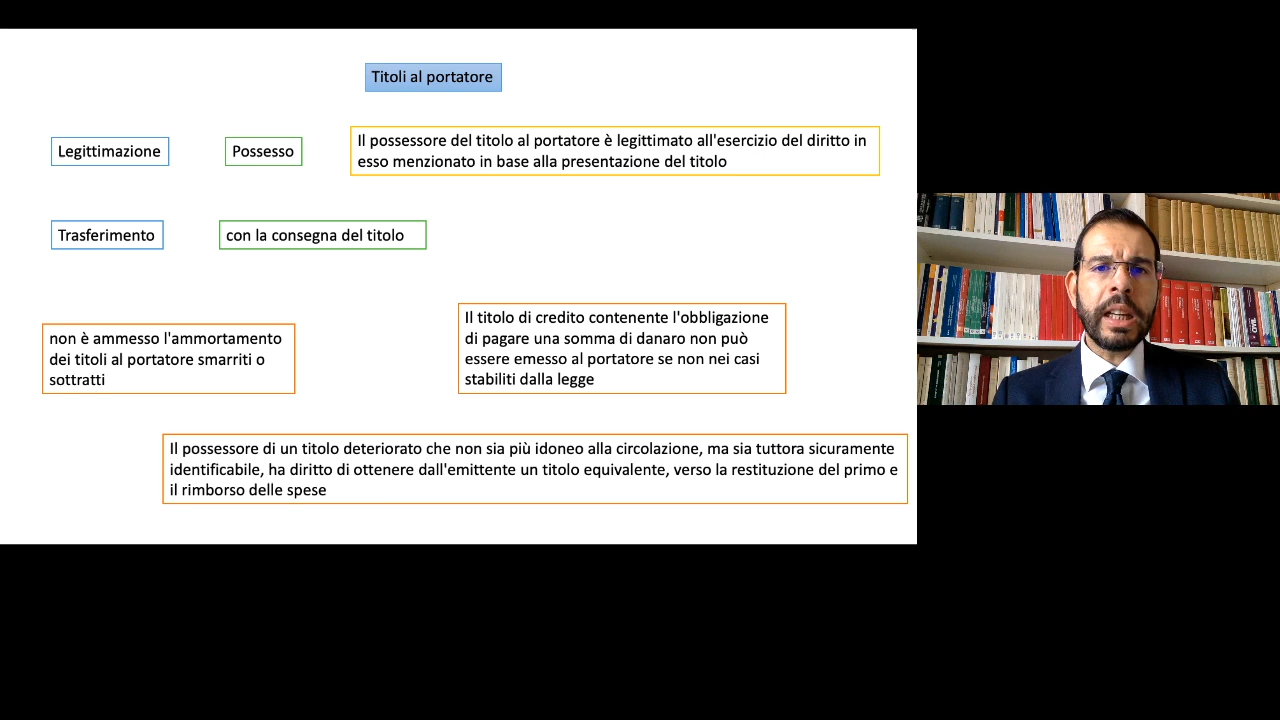 Titoli al portatore
Legittimazione
Possesso
Il possessore del titolo al portatore è legittimato all'esercizio del diritto in
esso menzionato in base alla presentazione del titolo
Trasferimento
con la consegna del titolo
non è ammesso l'ammortamento
dei titoli al portatore smarriti o
sottratti
Il titolo di credito contenente l'obbligazione
di pagare una somma di danaro non può
essere emesso al portatore se non nei casi
stabiliti dalla legge
Il possessore di un titolo deteriorato che non sia più idoneo alla circolazione, ma sia tuttora sicuramente
identificabile, ha diritto di ottenere dall'emittente un titolo equivalente, verso la restituzione del primo e
il rimborso delle spese